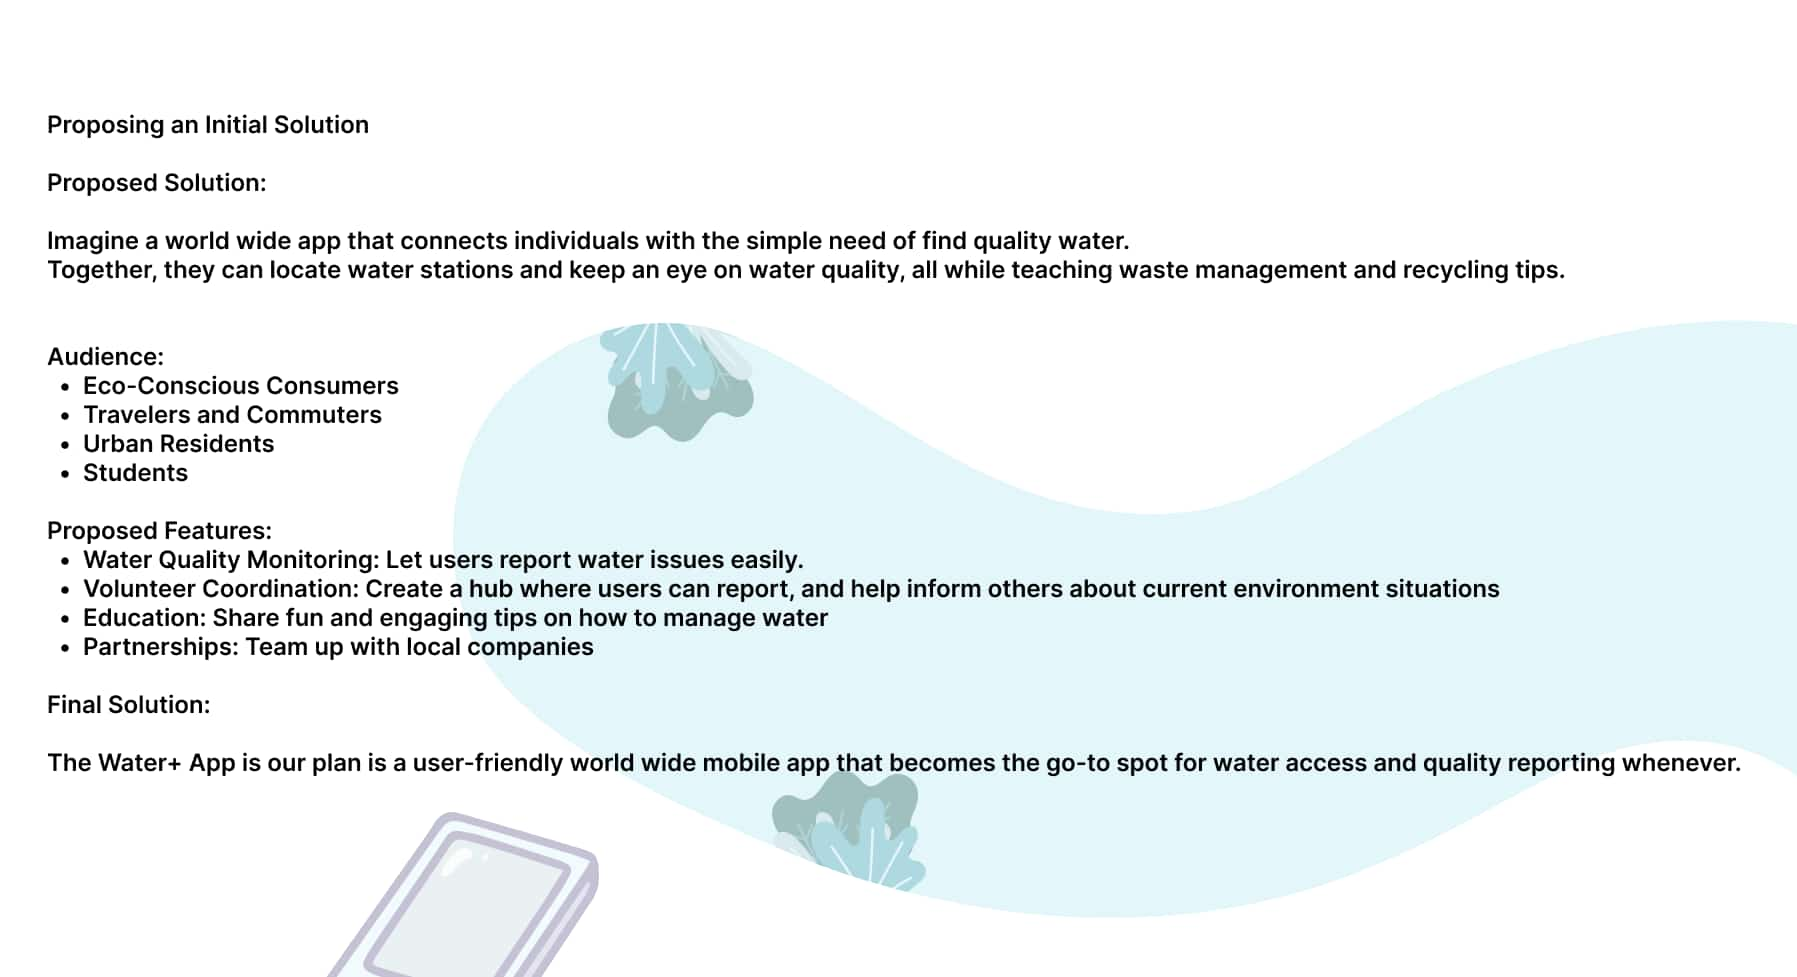 Proposing an Initial Solution
Proposed Solution:
Imagine a world wide app that connects individuals with the simple need of find quality water.
Together, they can locate water stations and keep an eye on water quality, all while teaching waste management and recycling tips.
Audience:
• Eco-Conscious Consumers
• Travelers and Commuters
• Urban Residents
• Students
Proposed Features:
• Water Quality Monitoring: Let users report water issues easily.
• Volunteer Coordination: Create a hub where users can report, and help inform others about current environment situations
• Education: Share fun and engaging tips on how to manage water
• Partnerships: Team up with local companies
Final Solution:
The Water+ App is our plan is a user-friendly world wide mobile app that becomes the go-to spot for water access and quality reporting whenever.